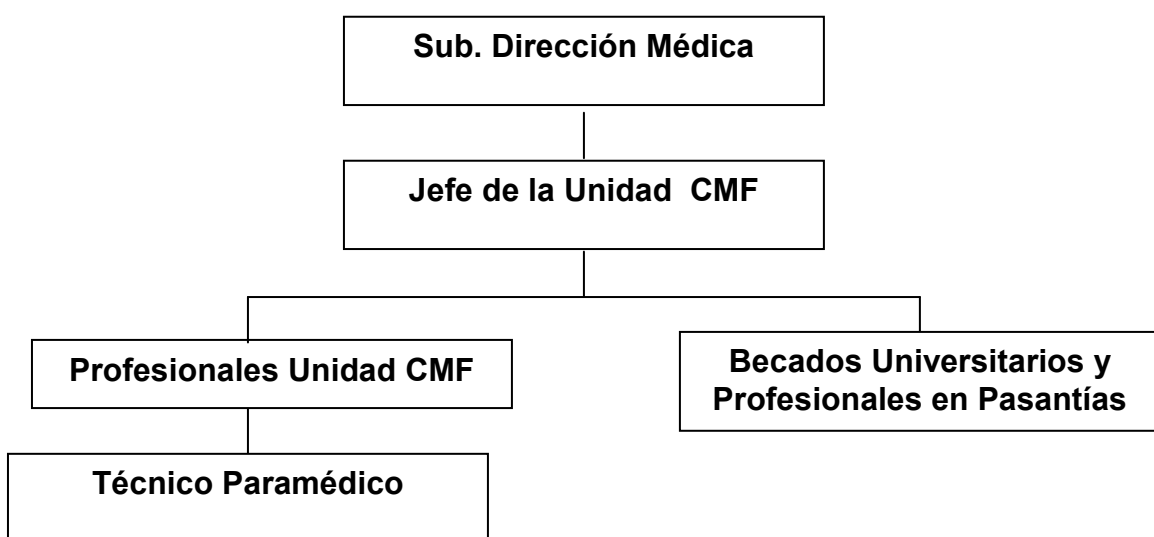 Sub. Dirección Médica
Jefe de la Unidad  CMF
Profesionales Unidad CMF
Becados Universitarios y
Profesionales en Pasantías
Técnico Paramédico